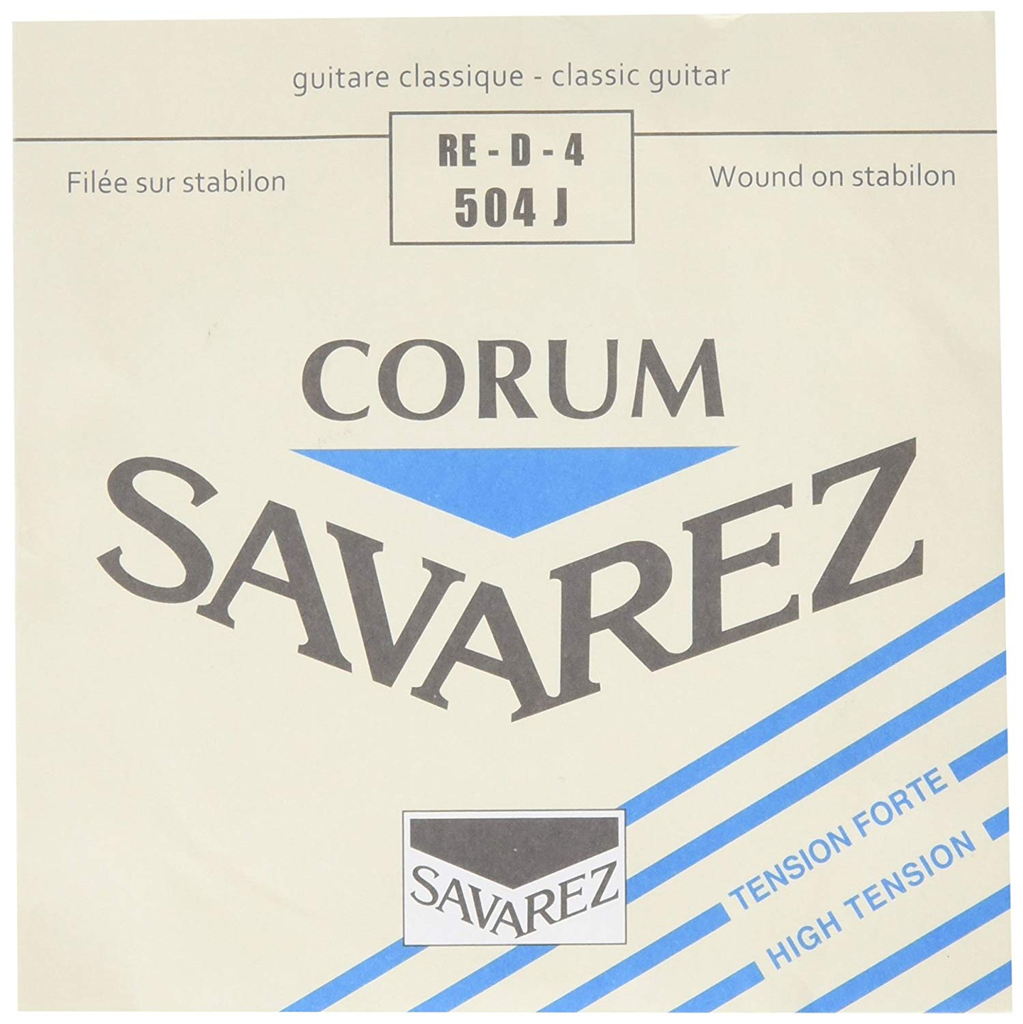 guitare classique - classic guitar
RE - D - 4
504 J
Filée sur stabilon
Wound on stabilon
CORUM
SAVAREZ
TENSION FORTE
HIGH TENSION
SAVAREZ